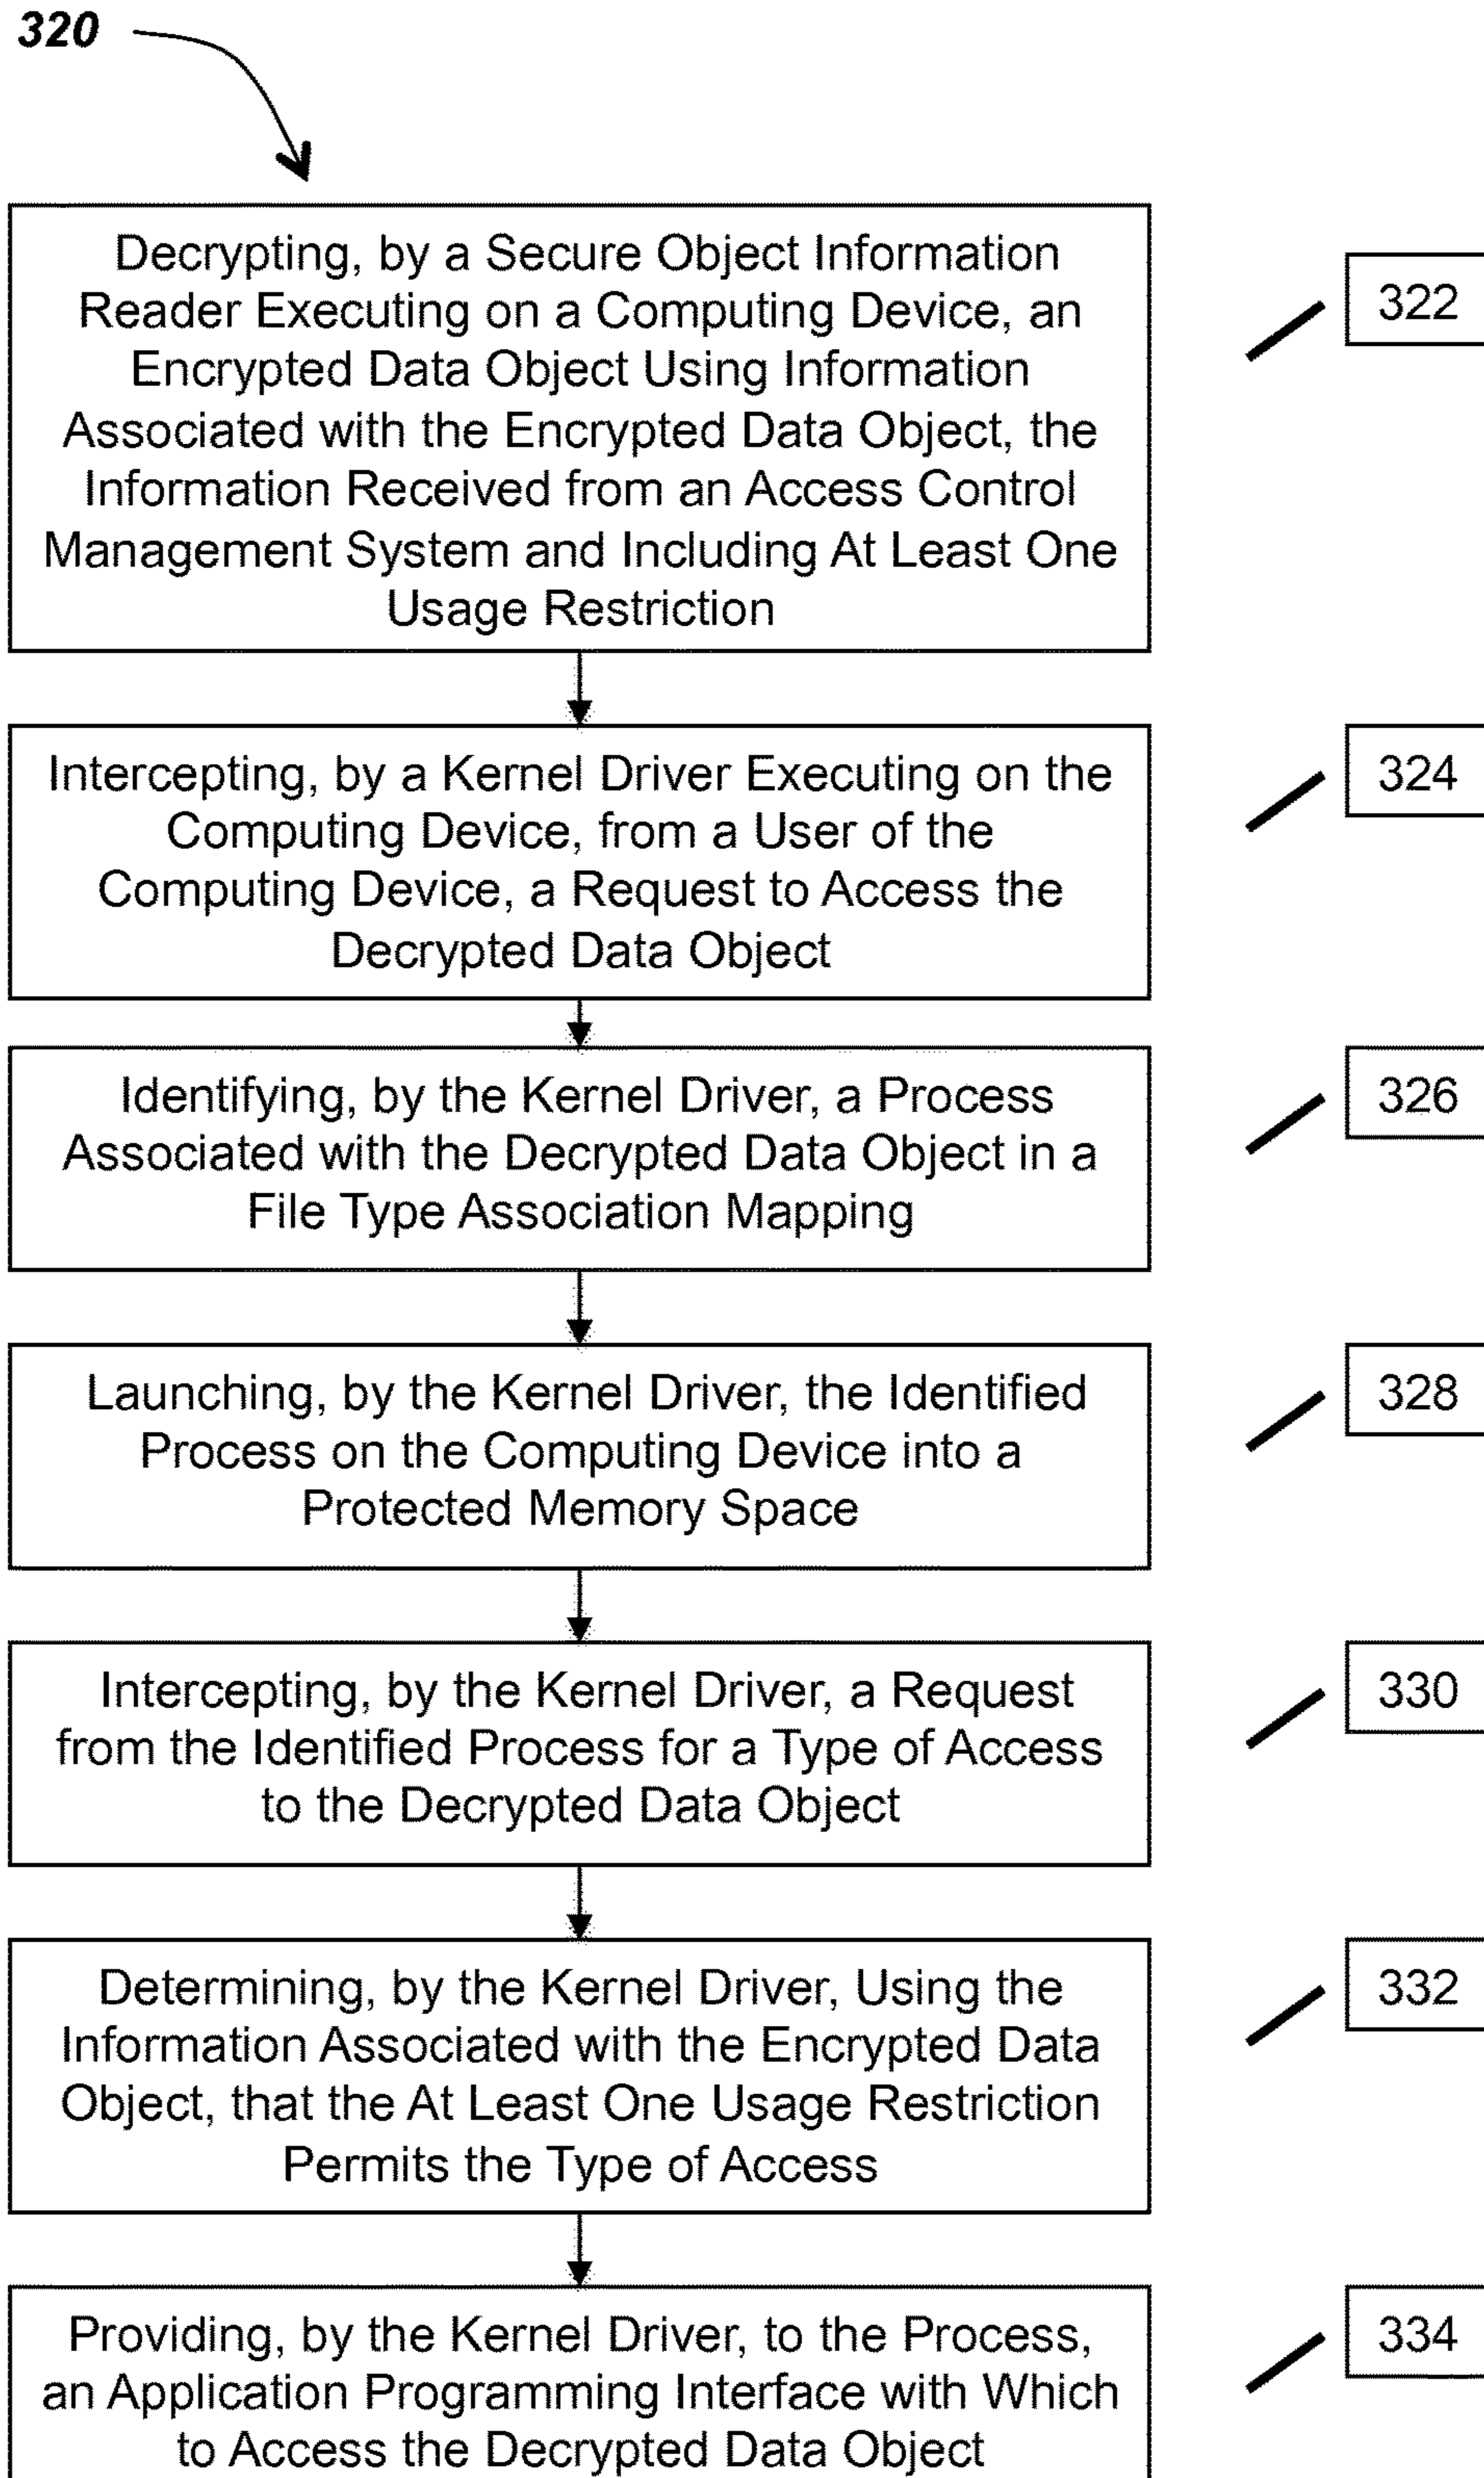 320
Decrypting, by a Secure Object Information
Reader Executing on a Computing Device, an
Encrypted Data Object Using Information
Associated with the Encrypted Data Object, the
Information Received from an Access Control
Management System and Including At Least One
Usage Restriction
322
Intercepting, by a Kernel Driver Executing on the
Computing Device, from a User of the
Computing Device, a Request to Access the
Decrypted Data Object
324
Identifying, by the Kernel Driver, a Process
Associated with the Decrypted Data Object in a
File Type Association Mapping
326
Launching, by the Kernel Driver, the Identified
Process on the Computing Device into a
Protected Memory Space
328
Intercepting, by the Kernel Driver, a Request
from the Identified Process for a Type of Access
to the Decrypted Data Object
330
Determining, by the Kernel Driver, Using the
Information Associated with the Encrypted Data
Object, that the At Least One Usage Restriction
Permits the Type of Access
332
Providing, by the Kernel Driver, to the Process,
an Application Programming Interface with Which
to Access the Decrypted Data Object
334